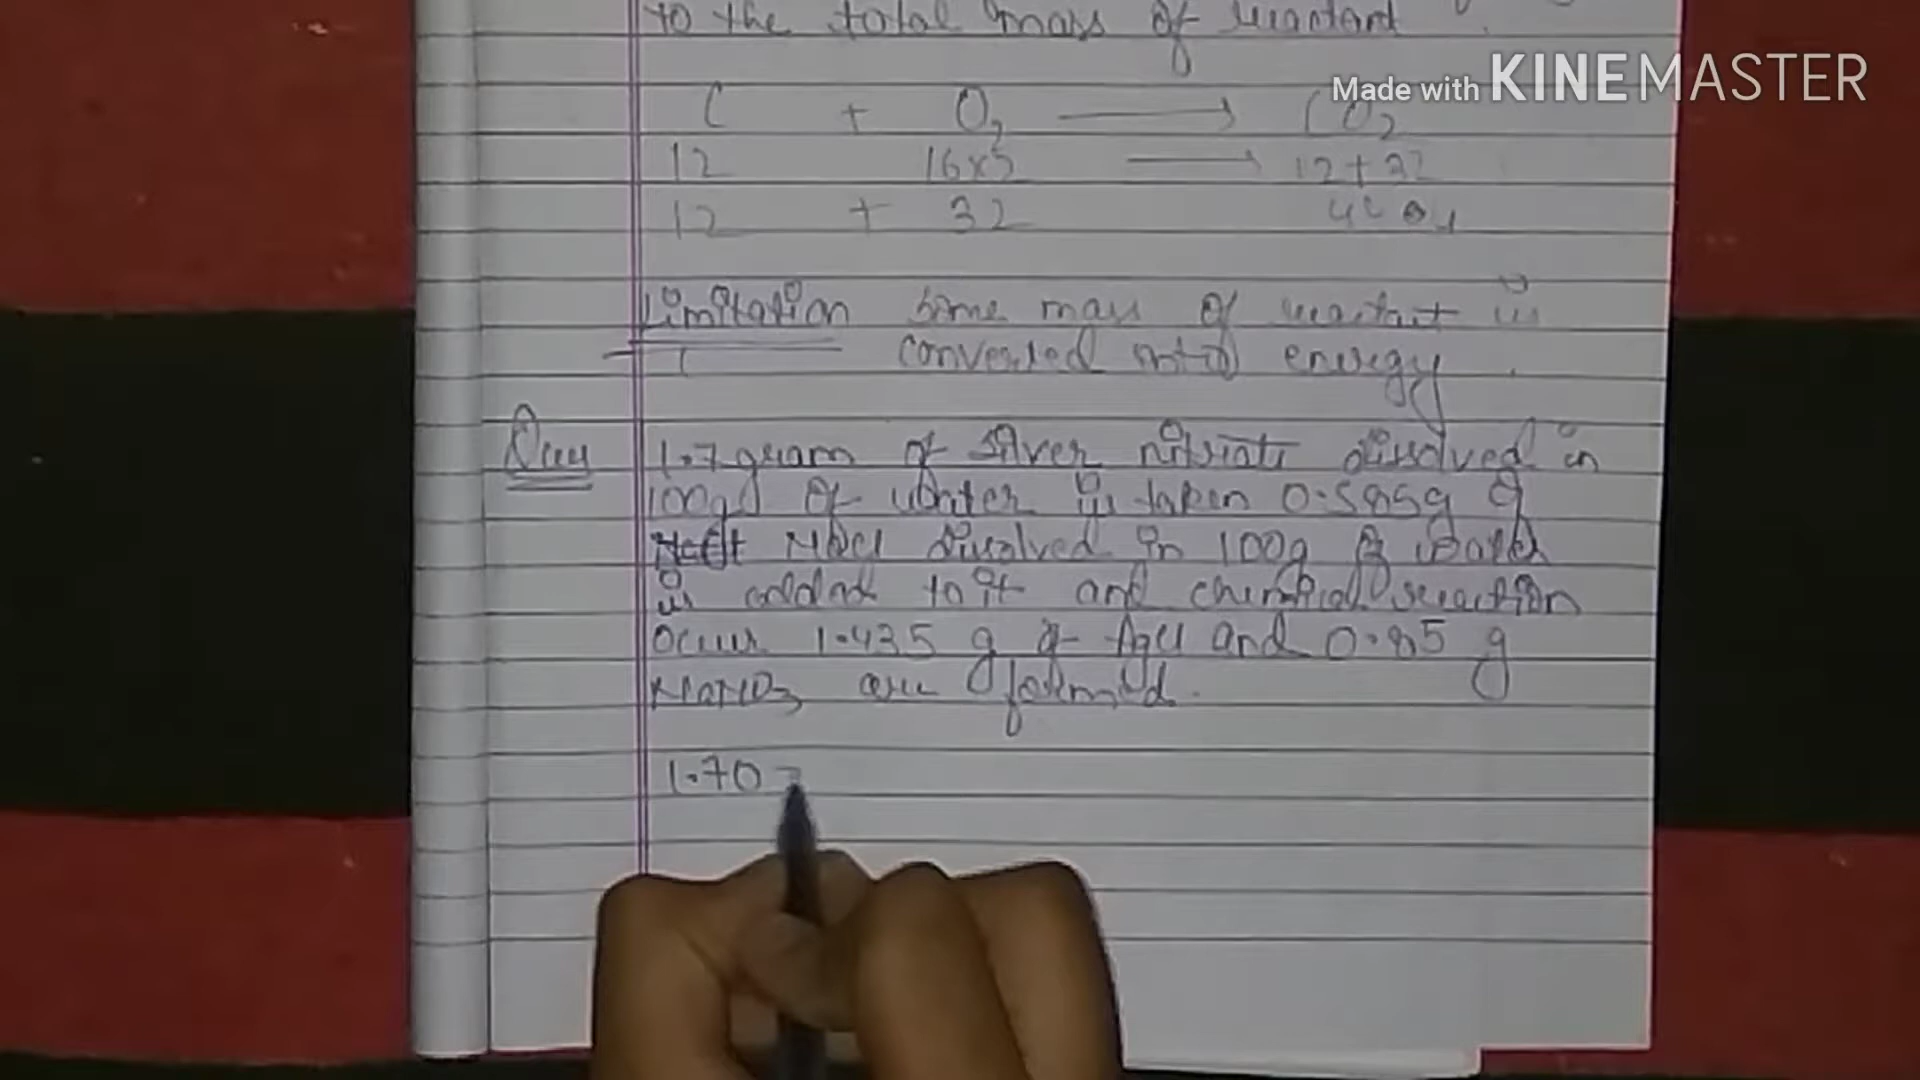 to the total mass of reactant
Made with KINEMASTER
C + O2 → CO2
12 16x2 → 12+32
12 + 32 44
Limitation some mass of reactant is
converted into energy.
Ques 1.7 gram of silver nitrate dissolved in
100g of water is taken 0.585g of
NaCl dissolved in 100g of water
is added to it and chemical reaction
occur 1.435 g of AgCl and 0.85 g
NaNO3 are formed.
1.70